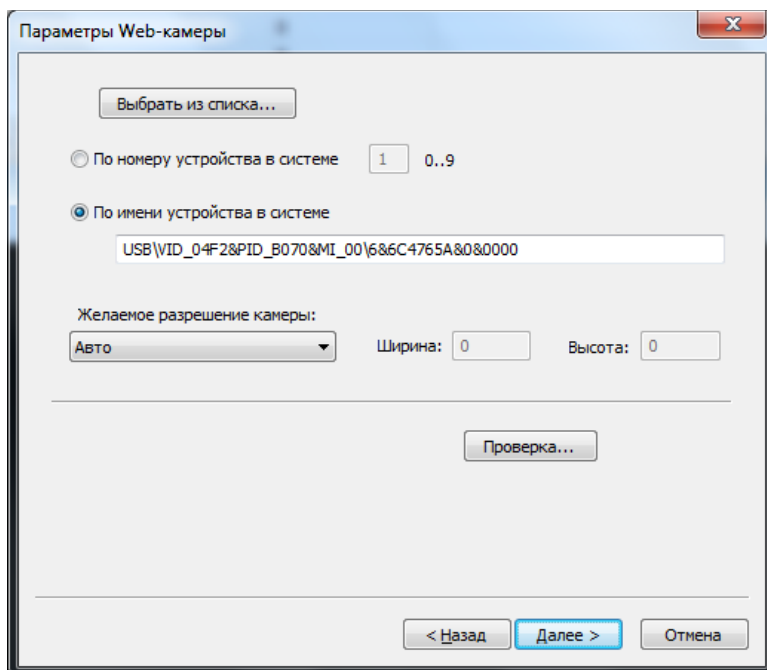 Параметры Web-камеры
Выбрать из списка...
По номеру устройства в системе 1 0..9
По имени устройства в системе
USB\VID_04F2&PID_B070&MI_00\6&6C4765A&0&0000
Желаемое разрешение камеры:
Авто Ширина: 0 Высота: 0
Проверка...
< Назад Далее > Отмена